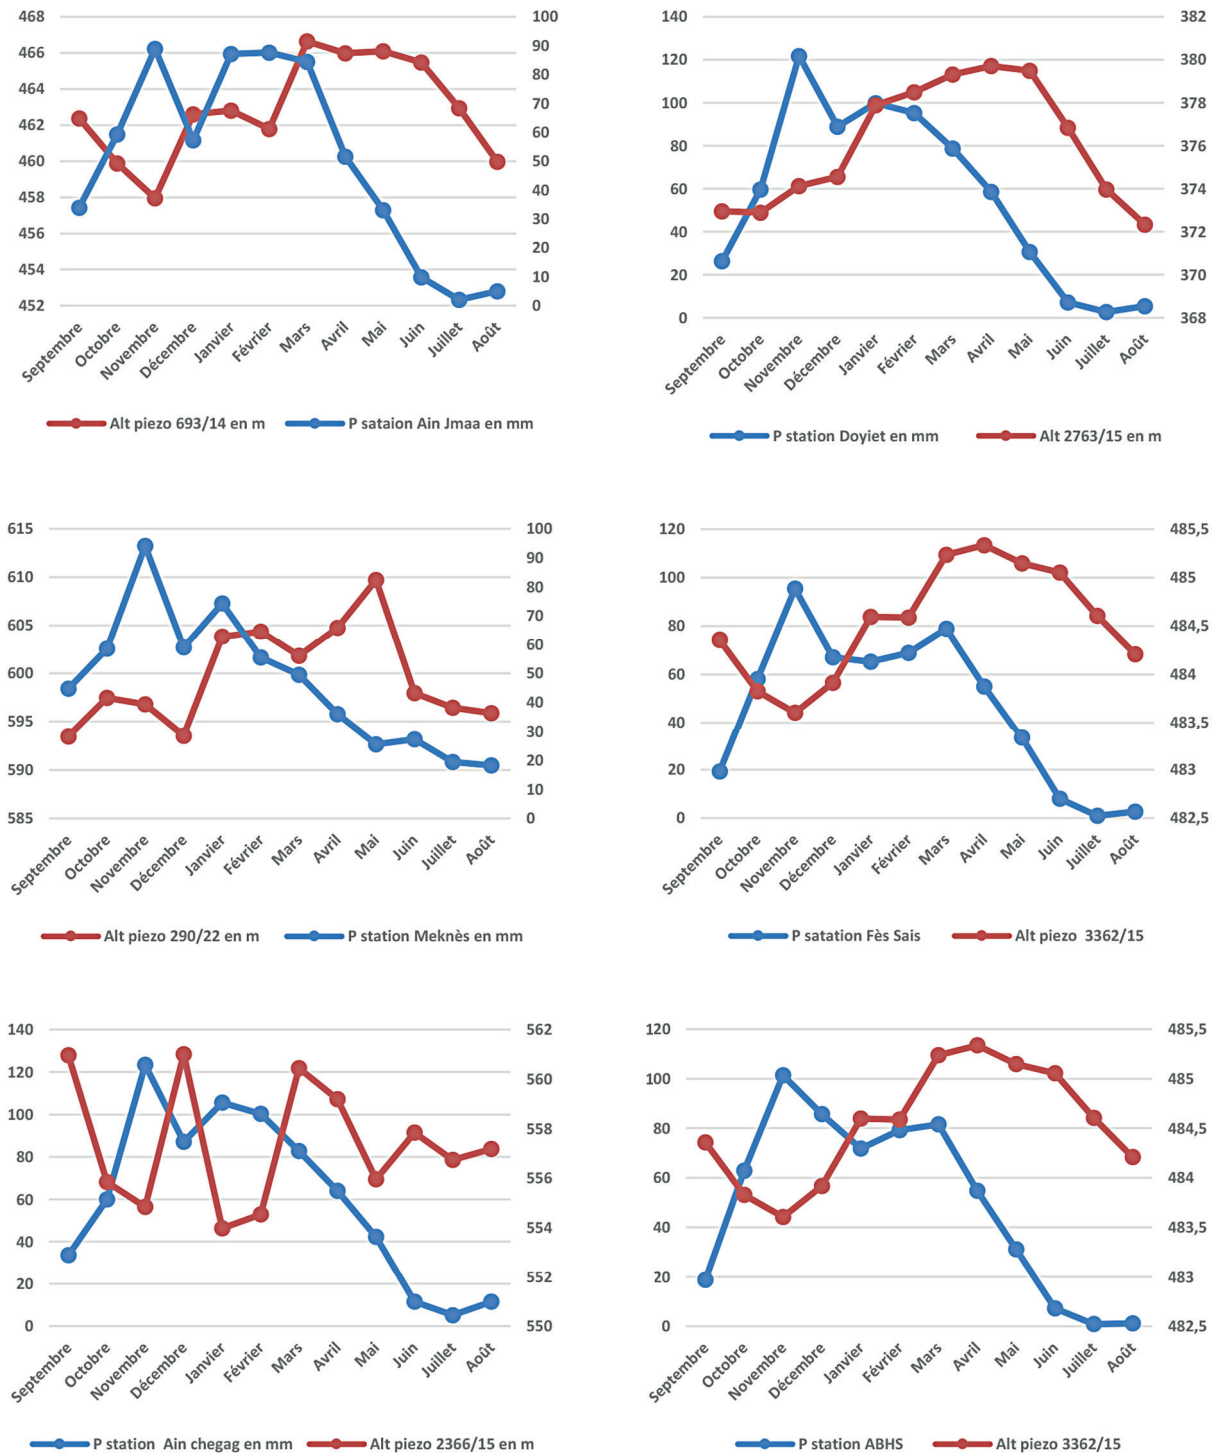 468
466
464
462
460
458
456
454
452
100
90
80
70
60
50
40
30
20
10
0
Septembre
Octobre
Novembre
Décembre
Janvier
Février
Mars
Avril
Mai
Juin
Juillet
Août
Alt piezo 693/14 en m
P sataion Ain Jmaa en mm
140
120
100
80
60
40
20
0
382
380
378
376
374
372
370
368
Septembre
Octobre
Novembre
Décembre
Janvier
Février
Mars
Avril
Mai
Juin
Juillet
Août
P station Doyiet en mm
Alt 2763/15 en m
615
610
605
600
595
590
585
100
90
80
70
60
50
40
30
20
10
0
Septembre
Octobre
Novembre
Décembre
Janvier
Février
Mars
Avril
Mai
Juin
Juillet
Août
Alt piezo 290/22 en m
P station Meknès en mm
120
100
80
60
40
20
0
485,5
485
484,5
484
483,5
483
482,5
Septembre
Octobre
Novembre
Décembre
Janvier
Février
Mars
Avril
Mai
Juin
Juillet
Août
P satation Fès Sais
Alt piezo 3362/15
140
120
100
80
60
40
20
0
562
560
558
556
554
552
550
Septembre
Octobre
Novembre
Décembre
Janvier
Février
Mars
Avril
Mai
Juin
Juillet
Août
P station Ain chegag en mm
Alt piezo 2366/15 en m
120
100
80
60
40
20
0
485,5
485
484,5
484
483,5
483
482,5
Septembre
Octobre
Novembre
Décembre
Janvier
Février
Mars
Avril
Mai
Juin
Juillet
Août
P station ABHS
Alt piezo 3362/15